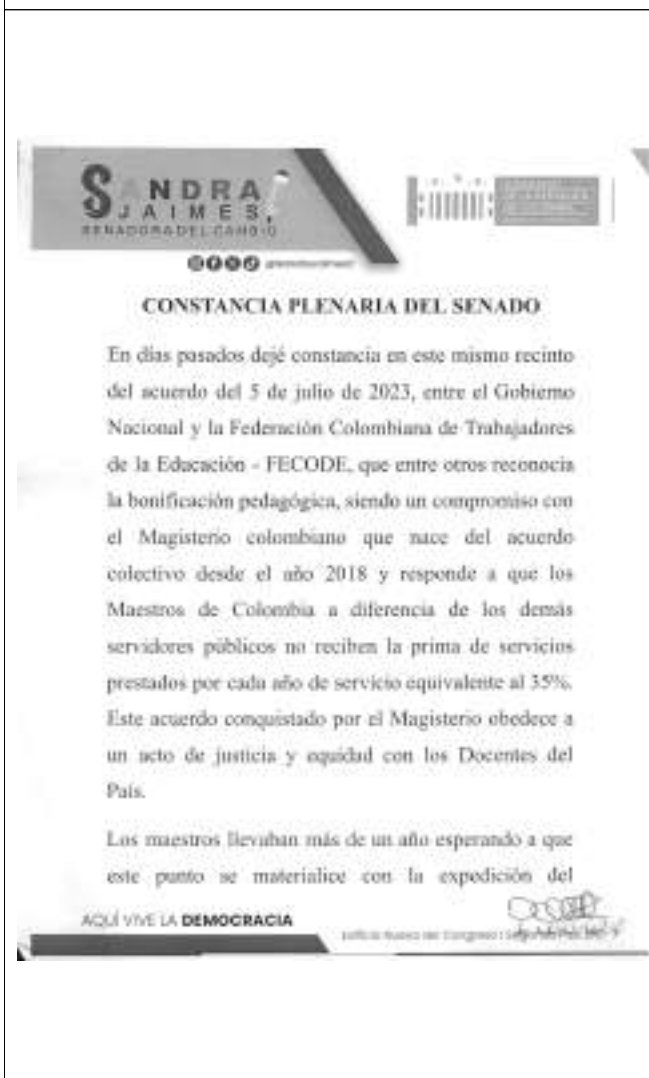 SANDRA
JAIMES,
SENADORA DEL CAMBIO
CONSTANCIA PLENARIA DEL SENADO
En días pasados dejé constancia en este mismo recinto
del acuerdo del 5 de julio de 2023, entre el Gobierno
Nacional y la Federación Colombiana de Trabajadores
de la Educación - FECODE, que entre otros reconocía
la bonificación pedagógica, siendo un compromiso con
el Magisterio colombiano que nace del acuerdo
colectivo desde el año 2018 y responde a que los
Maestros de Colombia a diferencia de los demás
servidores públicos no reciben la prima de servicios
prestados por cada año de servicio equivalente al 35%.
Este acuerdo conquistado por el Magisterio obedece a
un acto de justicia y equidad con los Docentes del
País.
Los maestros llevaban más de un año esperando a que
este punto se materialice con la expedición del
AQUÍ VIVE LA DEMOCRACIA
Edificio Nuevo del Congreso |